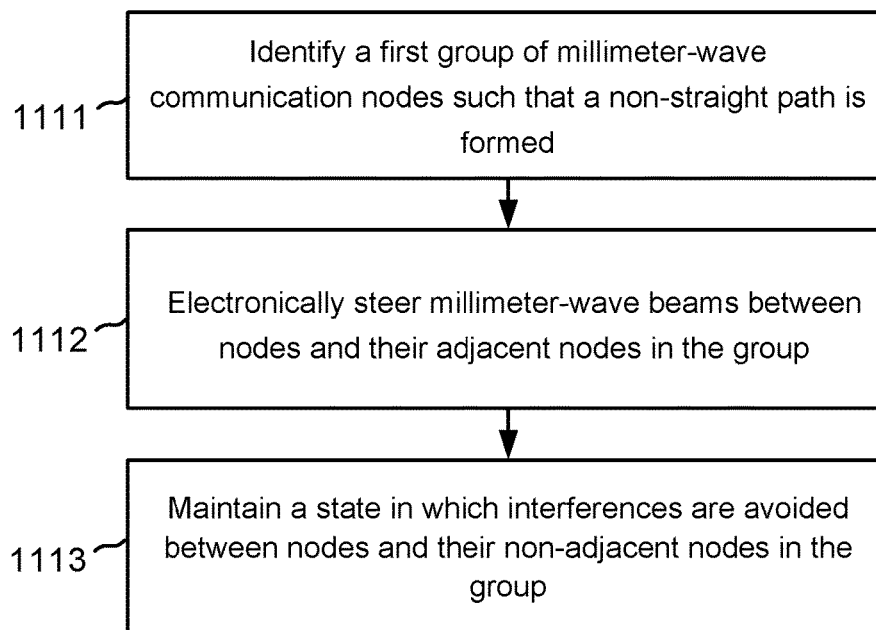 Identify a first group of millimeter-wave
communication nodes such that a non-straight path is
formed
1111
Electronically steer millimeter-wave beams between
nodes and their adjacent nodes in the group
1112
Maintain a state in which interferences are avoided
between nodes and their non-adjacent nodes in the
group
1113